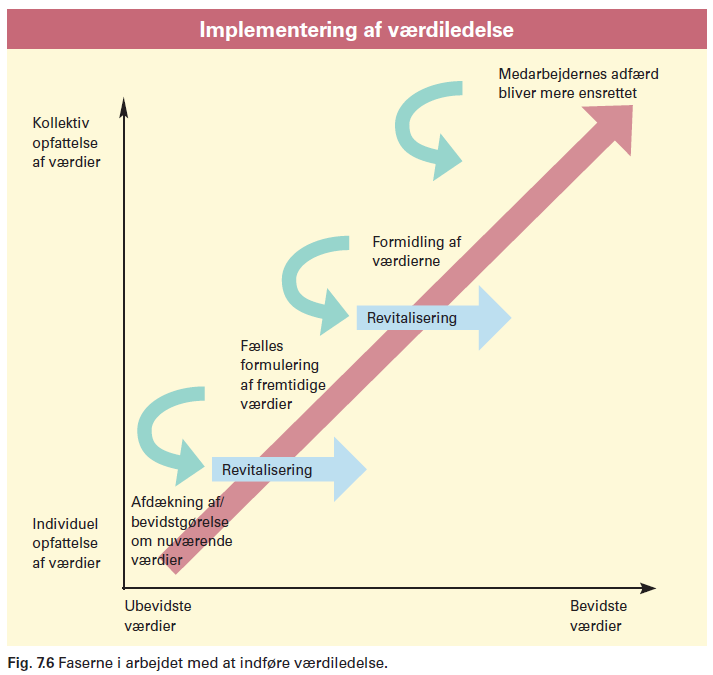 Implementering af værdiledelse
Medarbejdernes adfærd
bliver mere ensrettet
Kollektiv
opfattelse
af værdier
Formidling af
værdierne
Revitalisering
Fælles
formulering
af fremtidige
værdier
Revitalisering
Afdækning af/
bevidstgørelse
om nuværende
værdier
Individuel
opfattelse
af værdier
Ubevidste
værdier
Bevidste
værdier
Fig. 7.6 Faserne i arbejdet med at indføre værdiledelse.